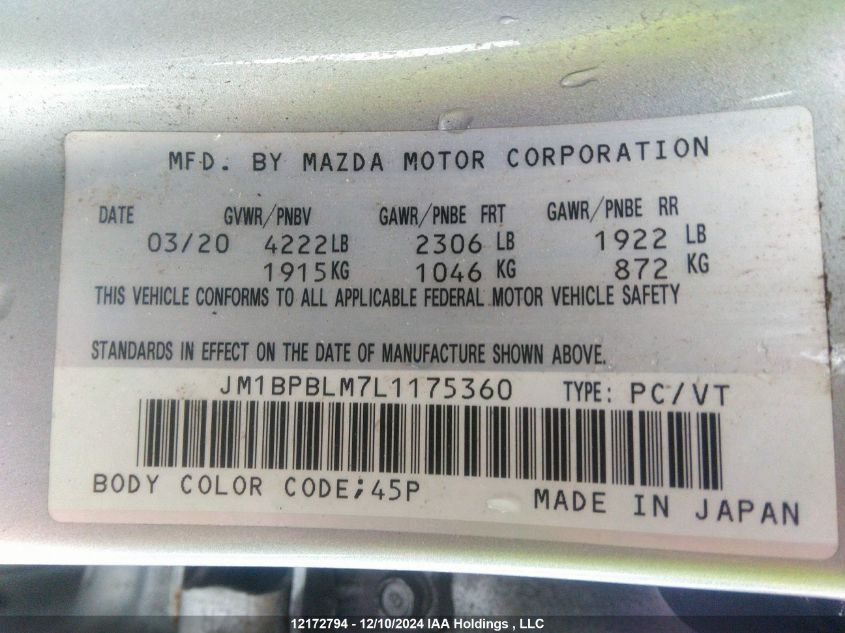 MFD. BY MAZDA MOTOR CORPORATION
DATE GVWR/PNBV GAWR/PNBE FRT GAWR/PNBE RR
03/20 4222LB 2306 LB 1922 LB
1915KG 1046 KG 872 KG
THIS VEHICLE CONFORMS TO ALL APPLICABLE FEDERAL MOTOR VEHICLE SAFETY
STANDARDS IN EFFECT ON THE DATE OF MANUFACTURE SHOWN ABOVE.
JM1BPBLM7L1175360 TYPE: PC/VT
BODY COLOR CODE;45P MADE IN JAPAN
12172794 - 12/10/2024 IAA Holdings , LLC